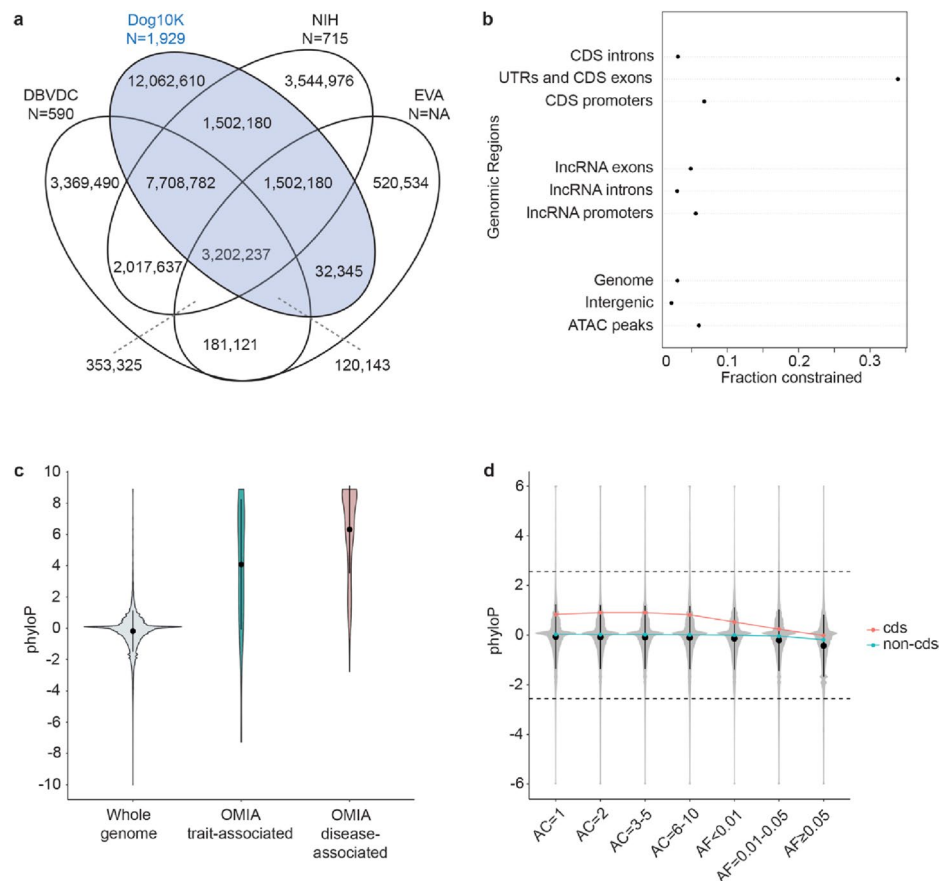 a
Dog10K
N=1,929
NIH
N=715
DBVDC
N=590
EVA
N=NA
12,062,610
3,544,976
1,502,180
3,369,490
7,708,782
1,502,180
520,534
2,017,637
3,202,237
32,345
353,325
181,121
120,143
b
Genomic Regions
CDS introns
UTRs and CDS exons
CDS promoters
lncRNA exons
lncRNA introns
lncRNA promoters
Genome
Intergenic
ATAC peaks
0 0.1 0.2 0.3
Fraction constrained
c
phyloP
10
8
6
4
2
0
-2
-4
-6
-8
-10
Whole
genome
OMIA
trait-associated
OMIA
disease-
associated
d
phyloP
6
4
2
0
-2
-4
-6
AC=1
AC=2
AC=3-5
AC=6-10
AF<0.01
AF=0.01-0.05
AF≥0.05
cds
non-cds